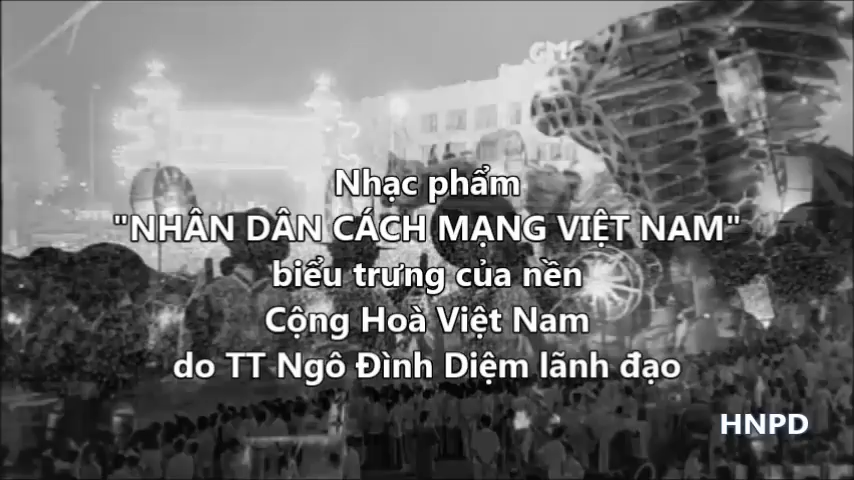 GMC
Nhạc phẩm
"NHÂN DÂN CÁCH MẠNG VIỆT NAM"
biểu trưng của nền
Cộng Hoà Việt Nam
do TT Ngô Đình Diệm lãnh đạo
HNPD